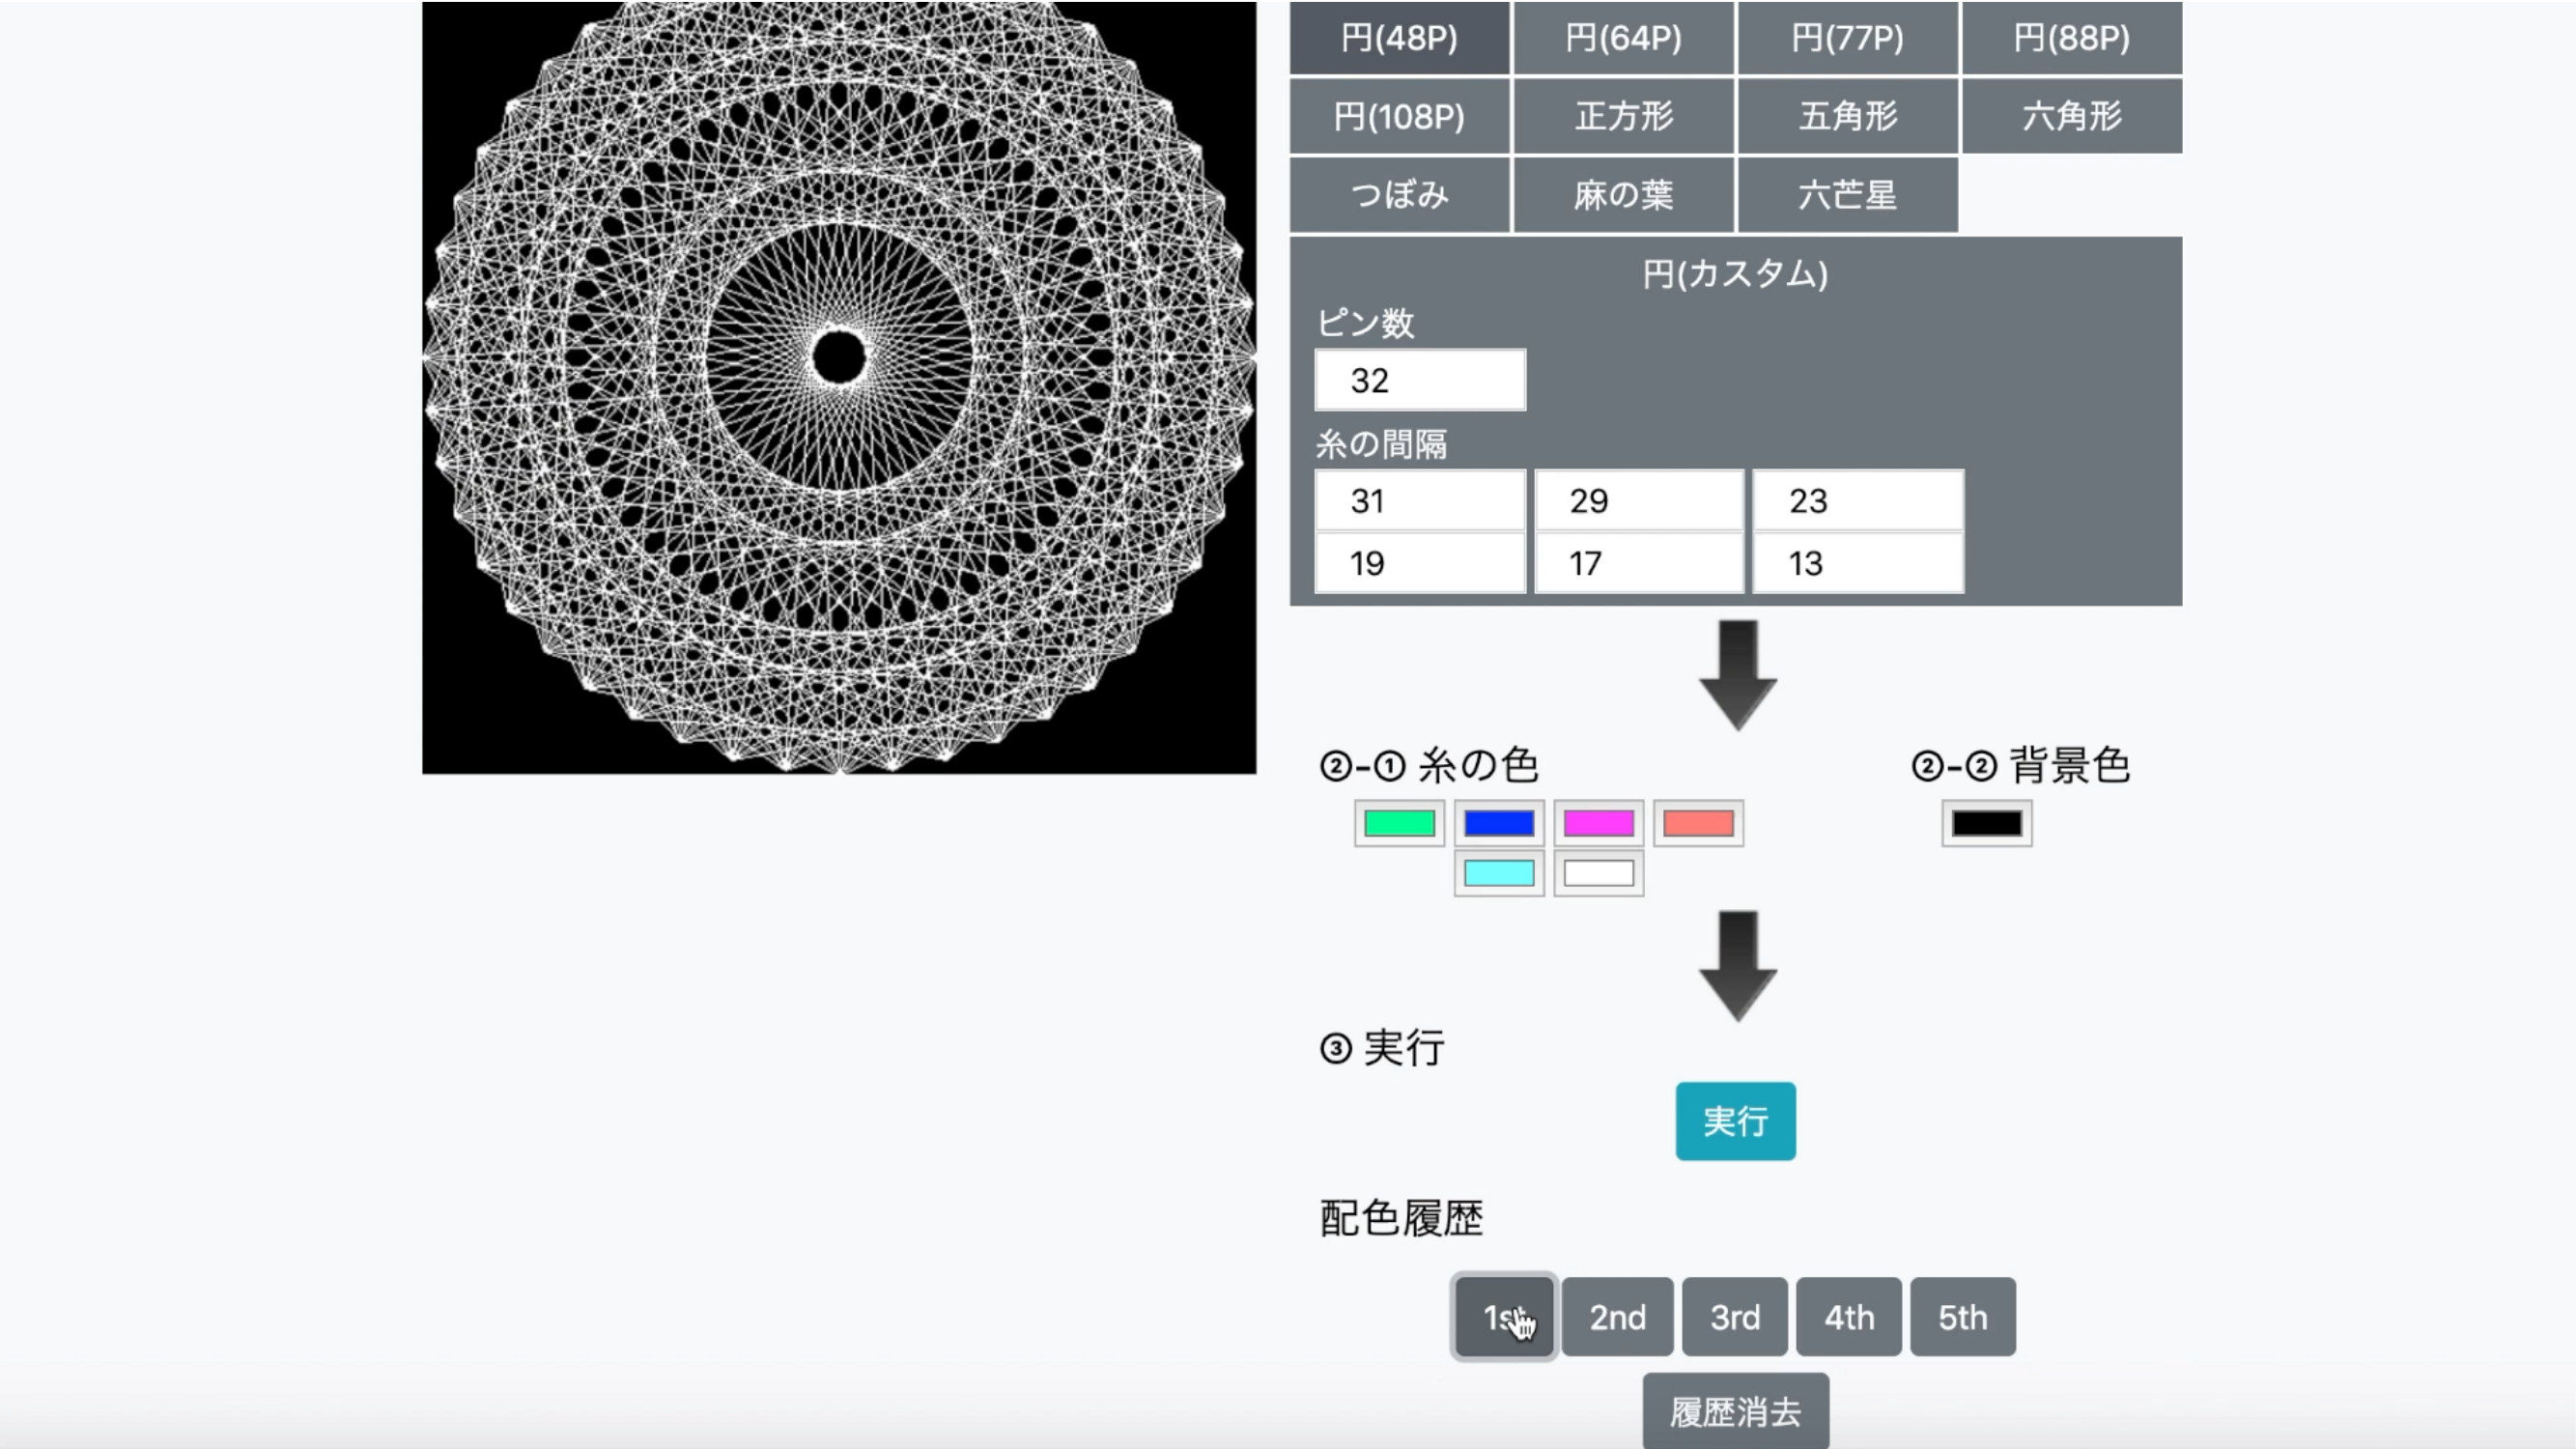 円(48P) 円(64P) 円(77P) 円(88P)
円(108P) 正方形 五角形 六角形
つぼみ 麻の葉 六芒星
円(カスタム)
ピン数
32
糸の間隔
31 29 23
19 17 13
②-① 糸の色 ②-② 背景色
③ 実行
実行
配色履歴
1st 2nd 3rd 4th 5th
履歴消去